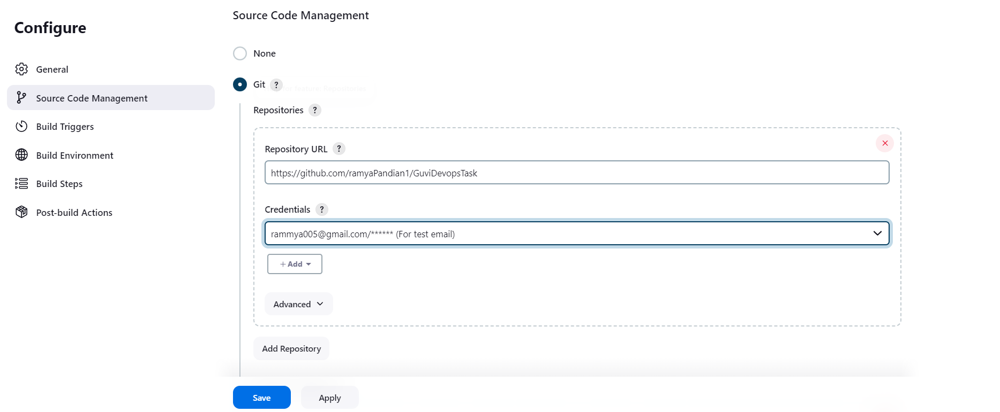 Configure
General
Source Code Management
Build Triggers
Build Environment
Build Steps
Post-build Actions
Source Code Management
None
Git ?
for feature: Repositories
Repositories ?
Repository URL ?
https://github.com/ramyaPandian1/GuviDevopsTask
Credentials ?
rammya005@gmail.com/****** (For test email)
+ Add
Advanced
Add Repository
Save
Apply